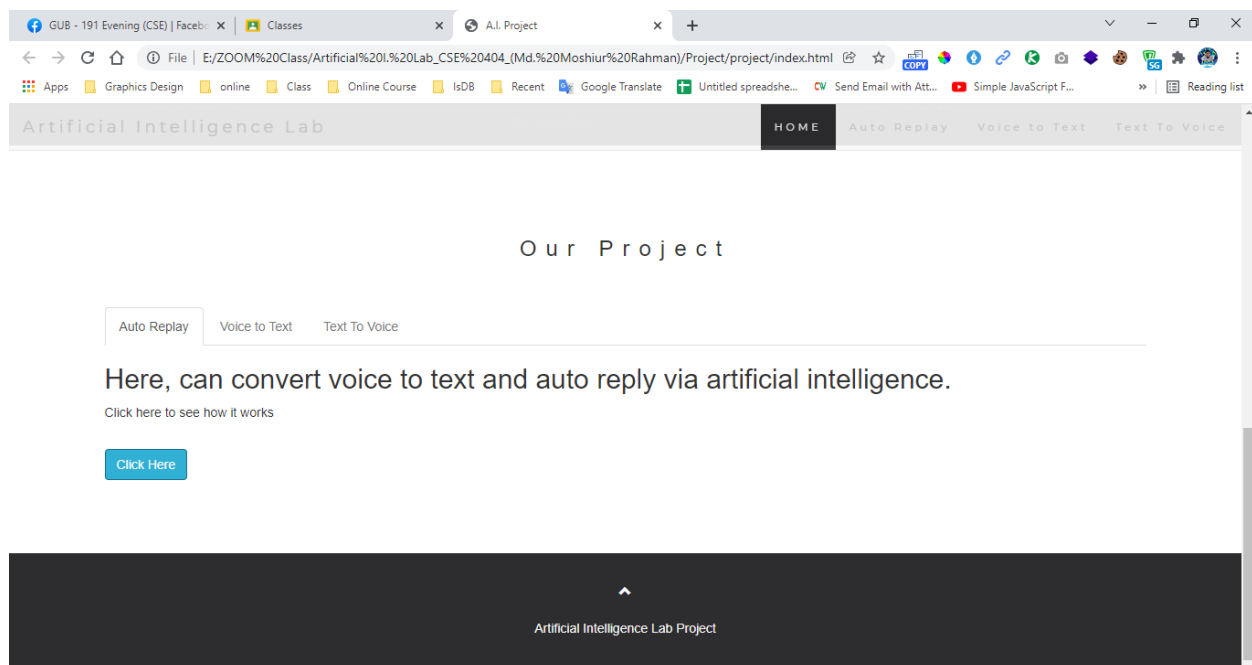 GUB - 191 Evening (CSE) | Facebo
Classes
A.I. Project
File | E:/ZOOM%20Class/Artificial%20I.%20Lab_CSE%20404_(Md.%20Moshiur%20Rahman)/Project/project/index.html
COPY
SG
Apps Graphics Design online Class Online Course IsDB Recent Google Translate Untitled spreadshe... CW Send Email with Att... Simple JavaScript F... » Reading list
Artificial Intelligence Lab HOME Auto Replay Voice to Text Text To Voice
Our Project
Auto Replay Voice to Text Text To Voice
Here, can convert voice to text and auto reply via artificial intelligence.
Click here to see how it works
Click Here
Artificial Intelligence Lab Project